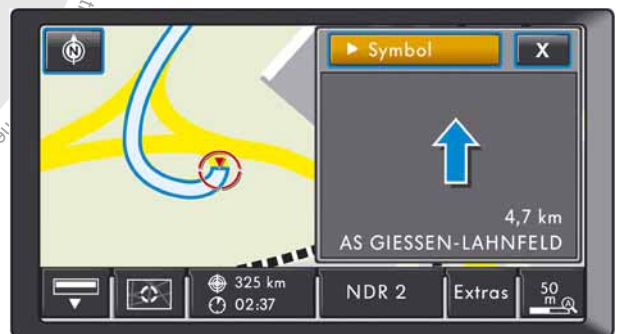 N
Symbol
X
4,7 km
AS GIESSEN-LAHNFELD
325 km
02:37
NDR 2
Extras
50
m
A